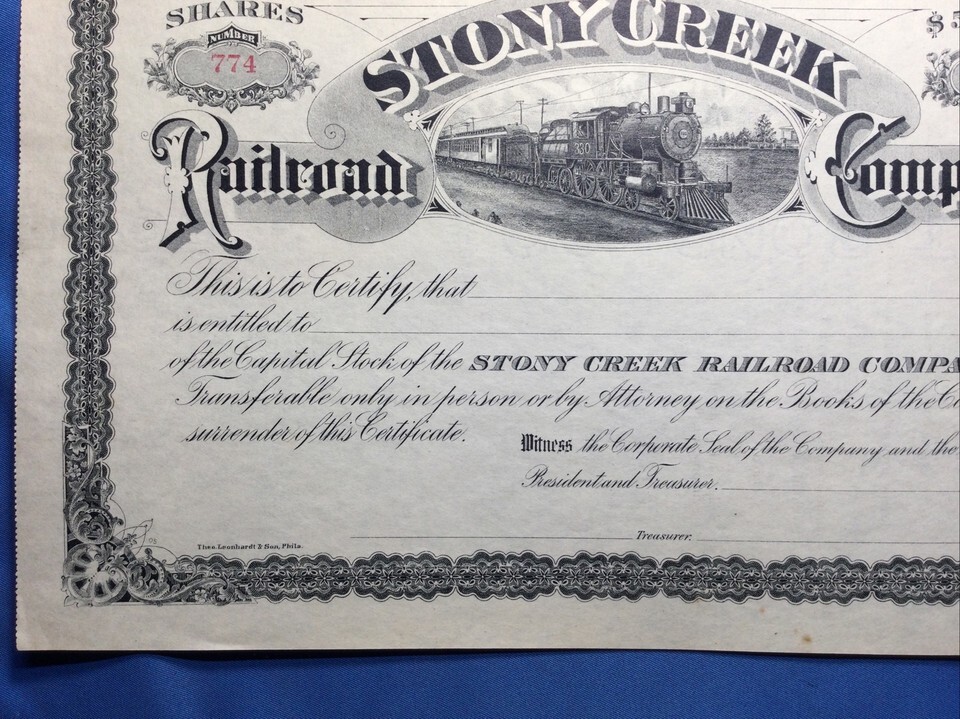 SHARES
$5
NUMBER
774
STONY CREEK
Railroad
330
Comp
This is to Certify, that
is entitled to
of the Capital Stock of the STONY CREEK RAILROAD COMPA
Transferable only in person or by Attorney on the Books of the Co
surrender of this Certificate.
Witness the Corporate Seal of the Company and the
President and Treasurer.
Treasurer.
Theo. Leonhardt & Son, Phila.